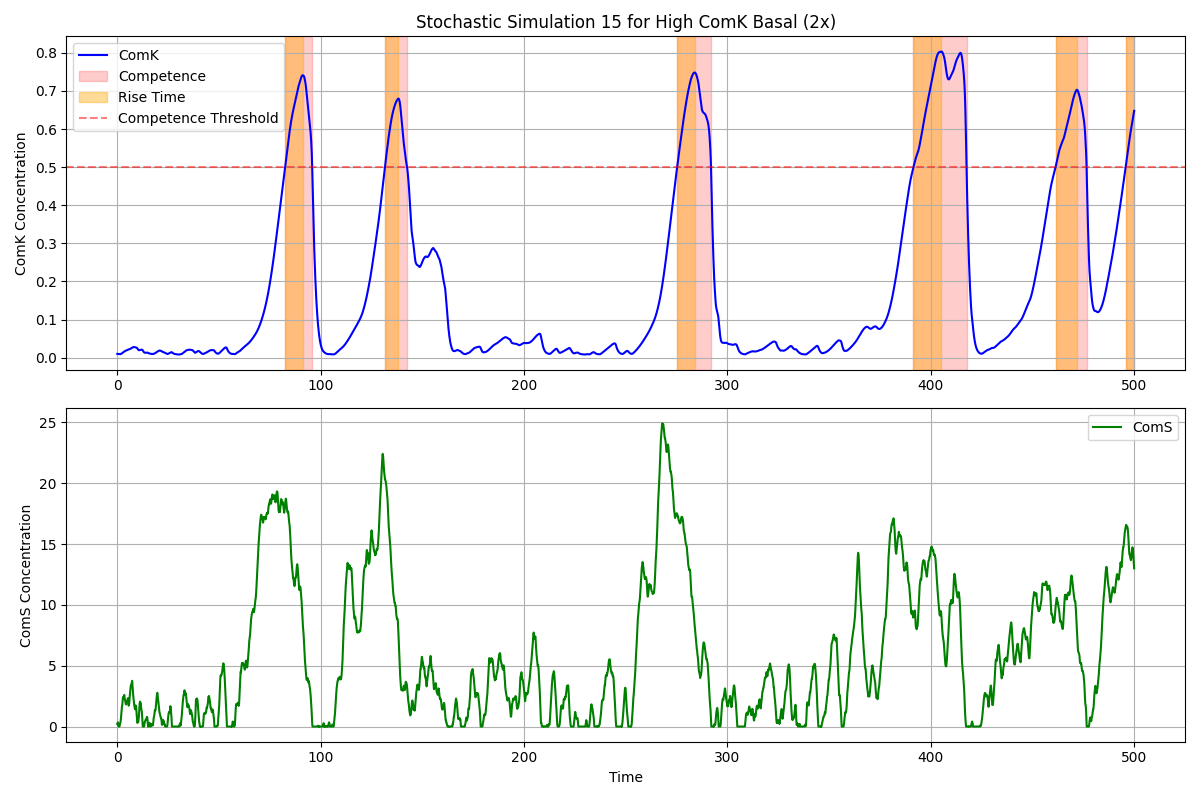 Stochastic Simulation 15 for High ComK Basal (2x)
ComK Concentration
0.8
0.7
0.6
0.5
0.4
0.3
0.2
0.1
0.0
ComK
Competence
Rise Time
Competence Threshold
0 100 200 300 400 500
ComS Concentration
25
20
15
10
5
0
ComS
0 100 200 300 400 500
Time